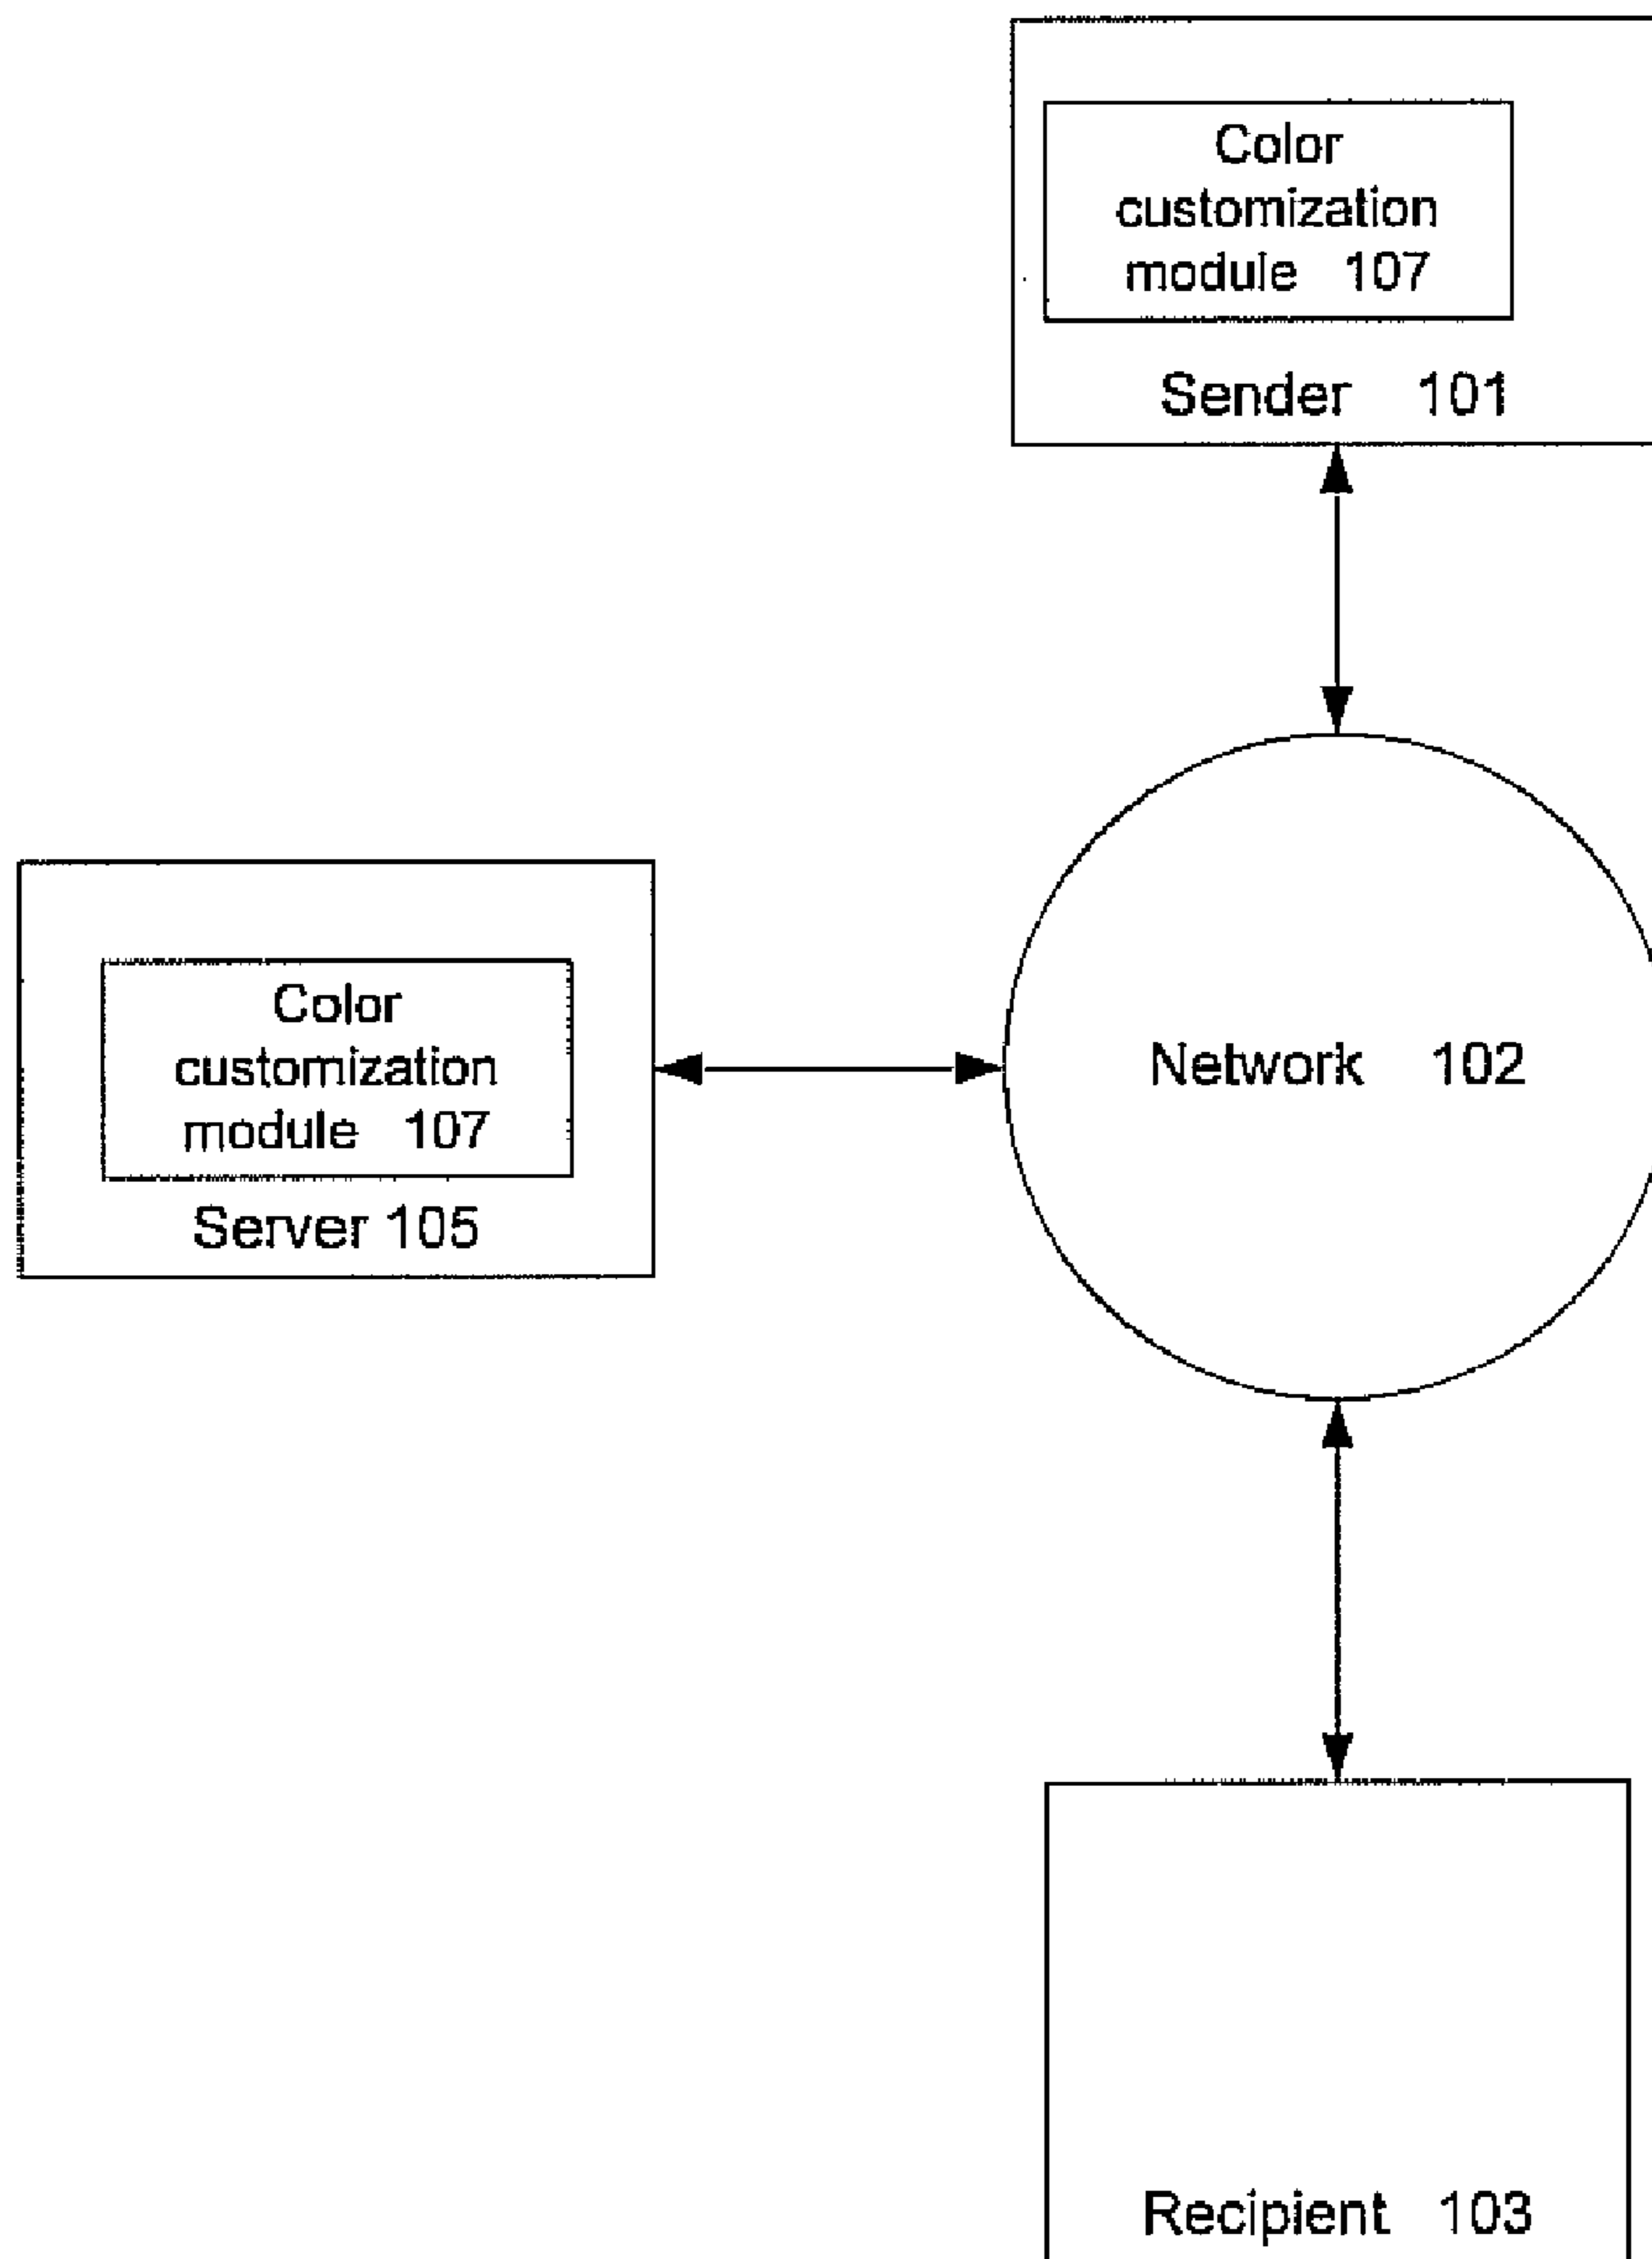 Color
customization
module 107
Sender 101
Color
customization
module 107
Server 105
Network 102
Recipient 103